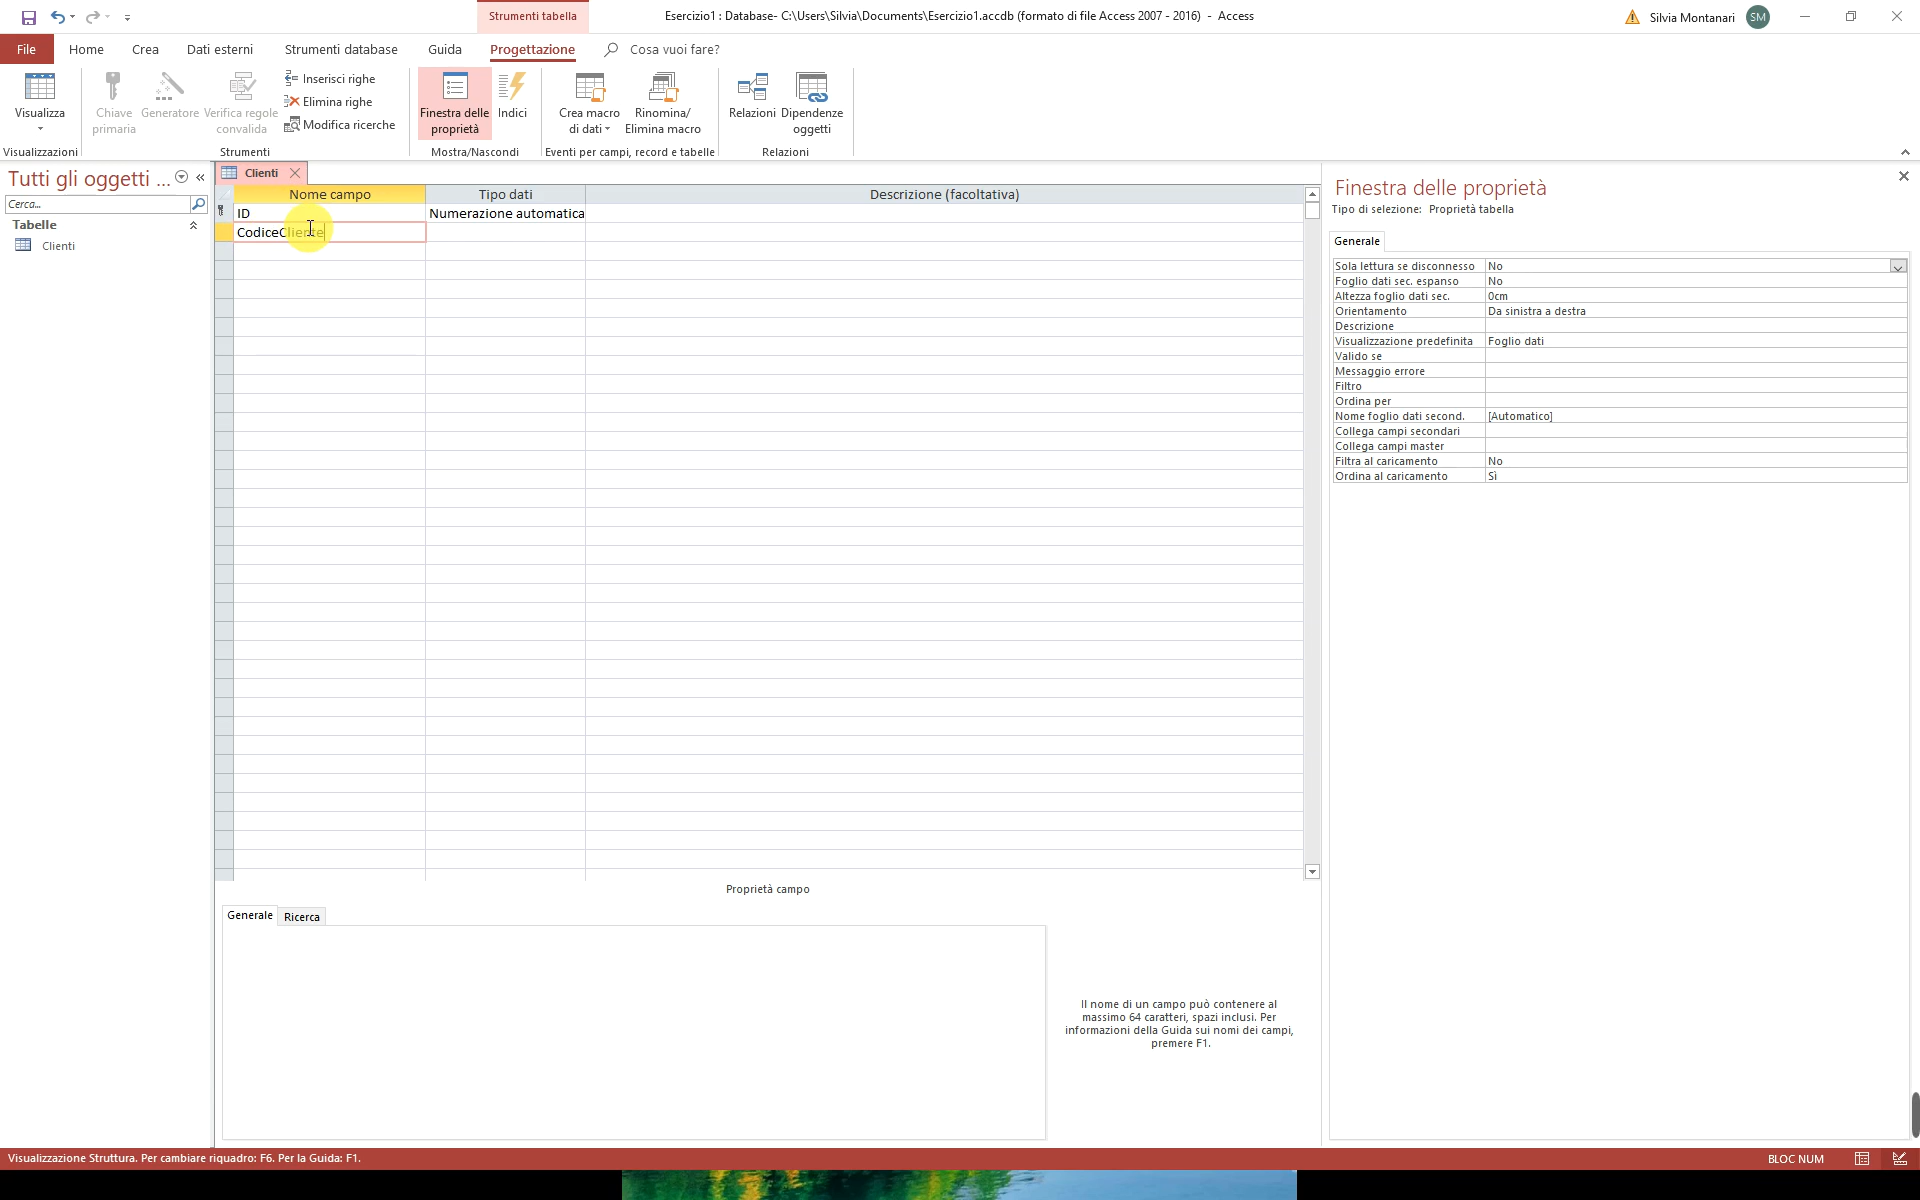 Strumenti tabella
Esercizio1 : Database- C:\Users\Silvia\Documents\Esercizio1.accdb (formato di file Access 2007 - 2016) - Access
Silvia Montanari
SM
File
Home
Crea
Dati esterni
Strumenti database
Guida
Progettazione
Cosa vuoi fare?
Visualizza
Chiave
primaria
Generatore
Verifica regole
convalida
Inserisci righe
Elimina righe
Modifica ricerche
Finestra delle
proprietà
Indici
Crea macro
di dati
Rinomina/
Elimina macro
Relazioni
Dipendenze
oggetti
Visualizzazioni
Strumenti
Mostra/Nascondi
Eventi per campi, record e tabelle
Relazioni
Tutti gli oggetti ...
Cerca...
Tabelle
Clienti
Clienti
Nome campo
Tipo dati
Descrizione (facoltativa)
ID
Numerazione automatica
CodiceCliente
Proprietà campo
Generale
Ricerca
Il nome di un campo può contenere al
massimo 64 caratteri, spazi inclusi. Per
informazioni della Guida sui nomi dei campi,
premere F1.
Finestra delle proprietà
Tipo di selezione: Proprietà tabella
Generale
Sola lettura se disconnesso No
Foglio dati sec. espanso No
Altezza foglio dati sec. 0cm
Orientamento Da sinistra a destra
Descrizione
Visualizzazione predefinita Foglio dati
Valido se
Messaggio errore
Filtro
Ordina per
Nome foglio dati second. [Automatico]
Collega campi secondari
Collega campi master
Filtra al caricamento No
Ordina al caricamento Sì
Visualizzazione Struttura. Per cambiare riquadro: F6. Per la Guida: F1.
BLOC NUM